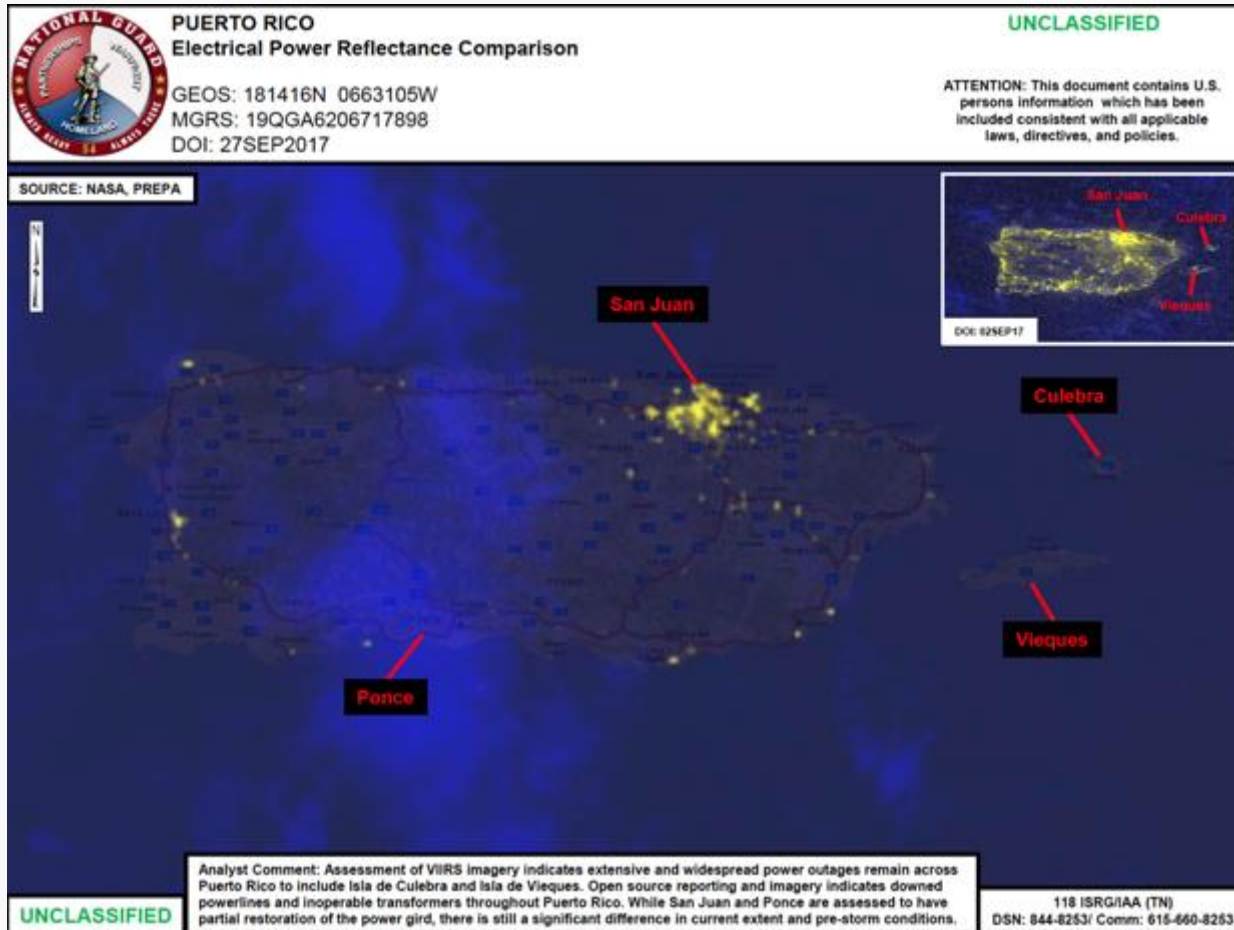 NATIONAL GUARD
PARTNERSHIPS
SECURITY
HOMELAND
ALWAYS READY 54 ALWAYS THERE
PUERTO RICO
Electrical Power Reflectance Comparison
GEOS: 181416N 0663105W
MGRS: 19QGA6206717898
DOI: 27SEP2017
UNCLASSIFIED
ATTENTION: This document contains U.S.
persons information which has been
included consistent with all applicable
laws, directives, and policies.
SOURCE: NASA, PREPA
N
San Juan
Culebra
Vieques
DOI: 02SEP17
San Juan
Culebra
Vieques
Ponce
Analyst Comment: Assessment of VIIRS imagery indicates extensive and widespread power outages remain across
Puerto Rico to include Isla de Culebra and Isla de Vieques. Open source reporting and imagery indicates downed
powerlines and inoperable transformers throughout Puerto Rico. While San Juan and Ponce are assessed to have
partial restoration of the power gird, there is still a significant difference in current extent and pre-storm conditions.
UNCLASSIFIED
118 ISRG/IAA (TN)
DSN: 844-8253/ Comm: 615-660-8253